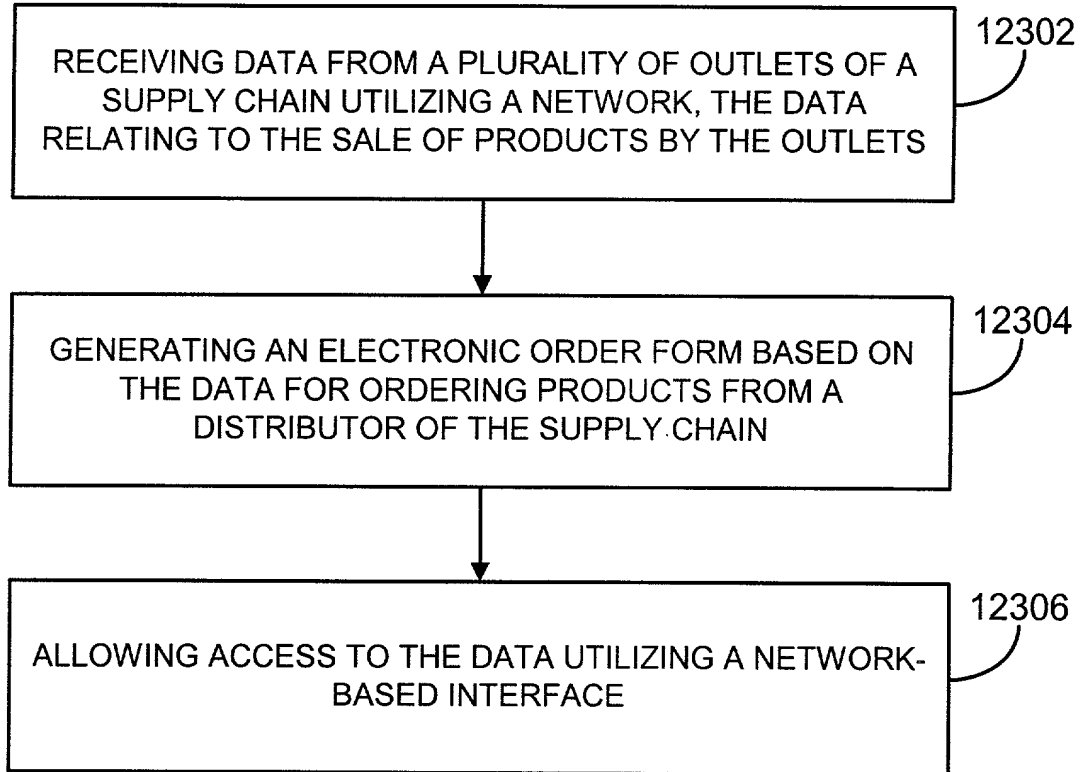 12302
RECEIVING DATA FROM A PLURALITY OF OUTLETS OF A
SUPPLY CHAIN UTILIZING A NETWORK, THE DATA
RELATING TO THE SALE OF PRODUCTS BY THE OUTLETS
12304
GENERATING AN ELECTRONIC ORDER FORM BASED ON
THE DATA FOR ORDERING PRODUCTS FROM A
DISTRIBUTOR OF THE SUPPLY CHAIN
12306
ALLOWING ACCESS TO THE DATA UTILIZING A NETWORK-
BASED INTERFACE